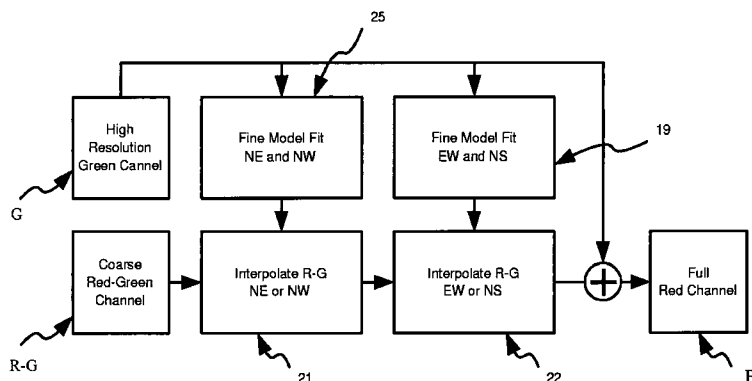 25
High
Resolution
Green Cannel
Fine Model Fit
NE and NW
Fine Model Fit
EW and NS
19
G
Coarse
Red-Green
Channel
Interpolate R-G
NE or NW
Interpolate R-G
EW or NS
Full
Red Channel
R-G
21
22